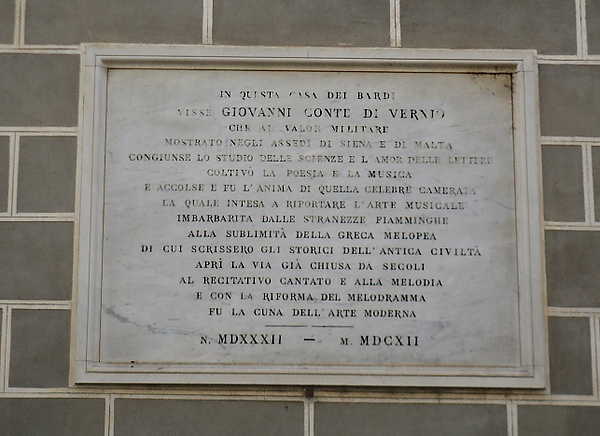 IN QUESTA CASA DEI BARDI
VISSE GIOVANNI CONTE DI VERNIO
CHE AL VALOR MILITARE
MOSTRATO NEGLI ASSEDI DI SIENA E DI MALTA
CONGIUNSE LO STUDIO DELLE SCIENZE E L'AMOR DELLE LETTERE
COLTIVÒ LA POESIA E LA MUSICA
E ACCOLSE E FU L'ANIMA DI QUELLA CELEBRE CAMERATA
LA QUALE INTESA A RIPORTARE L'ARTE MUSICALE
IMBARBARITA DALLE STRANEZZE FIAMMINGHE
ALLA SUBLIMITÀ DELLA GRECA MELOPEA
DI CUI SCRISSERO GLI STORICI DELL'ANTICA CIVILTÀ
APRÌ LA VIA GIÀ CHIUSA DA SECOLI
AL RECITATIVO CANTATO E ALLA MELODIA
E CON LA RIFORMA DEL MELODRAMMA
FU LA CUNA DELL'ARTE MODERNA
N. MDXXXII — M. MDCXII